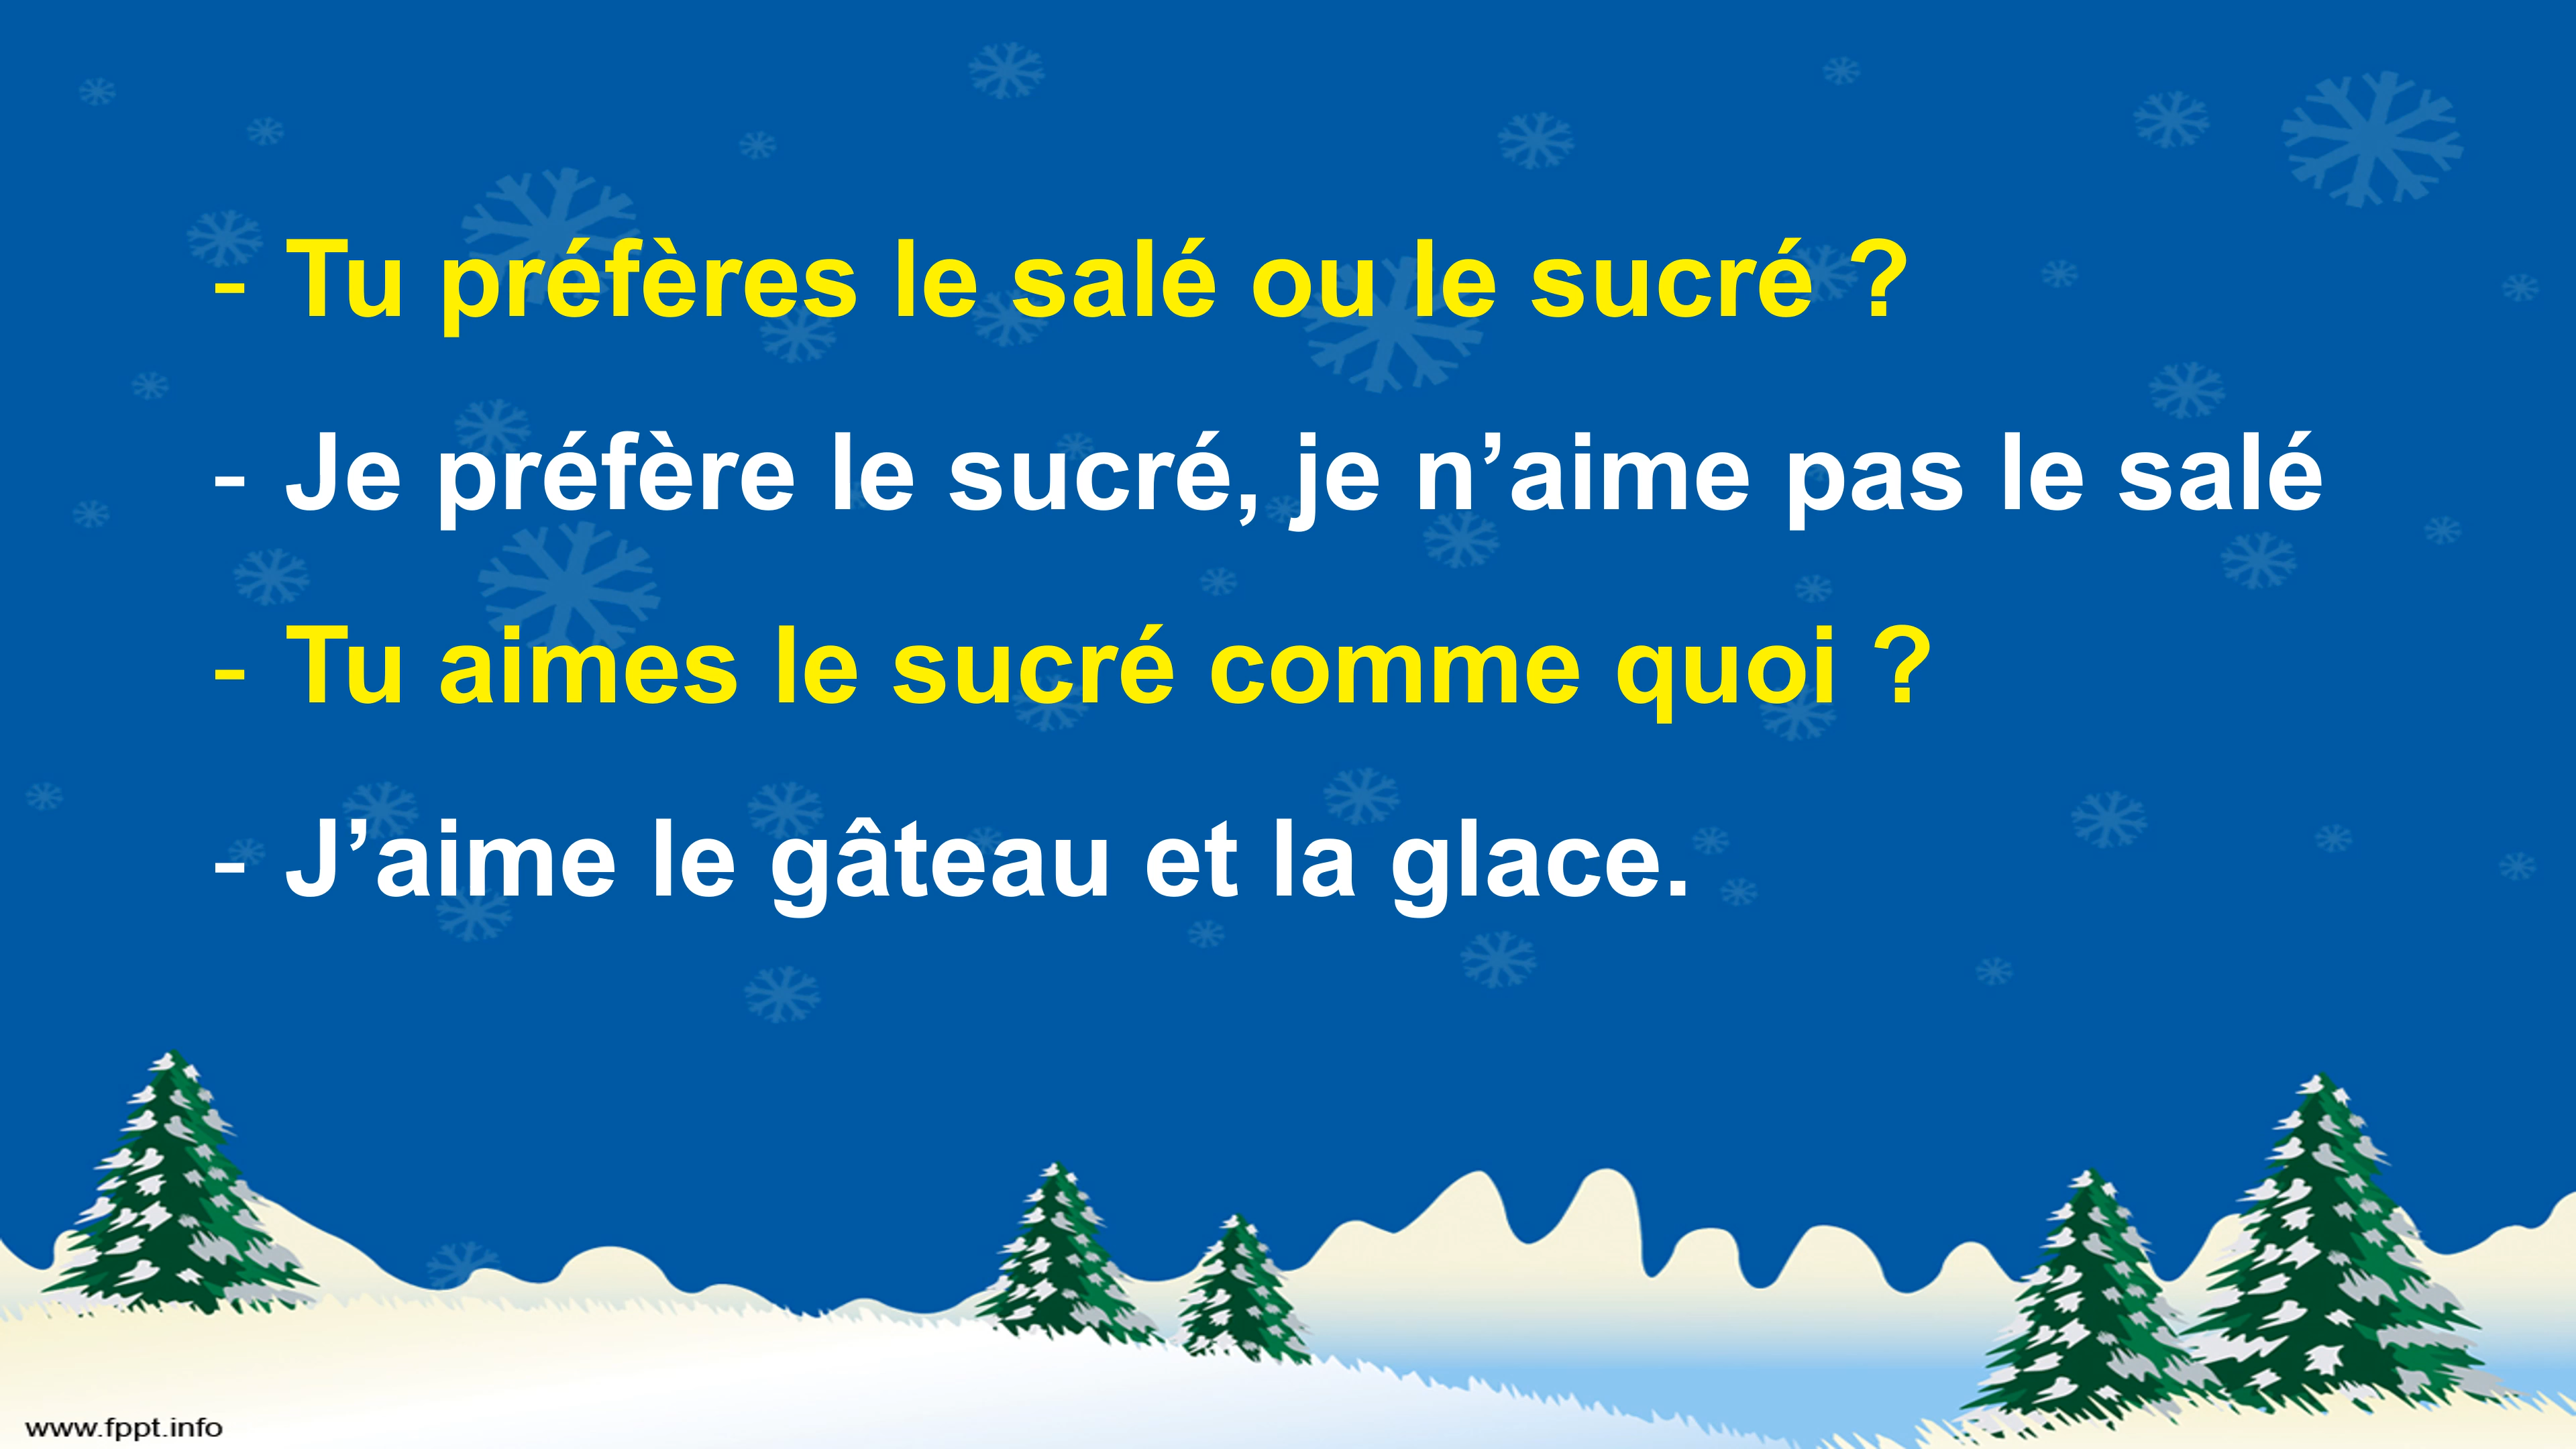 - Tu préfères le salé ou le sucré ?
- Je préfère le sucré, je n’aime pas le salé
- Tu aimes le sucré comme quoi ?
- J’aime le gâteau et la glace.
www.fppt.info